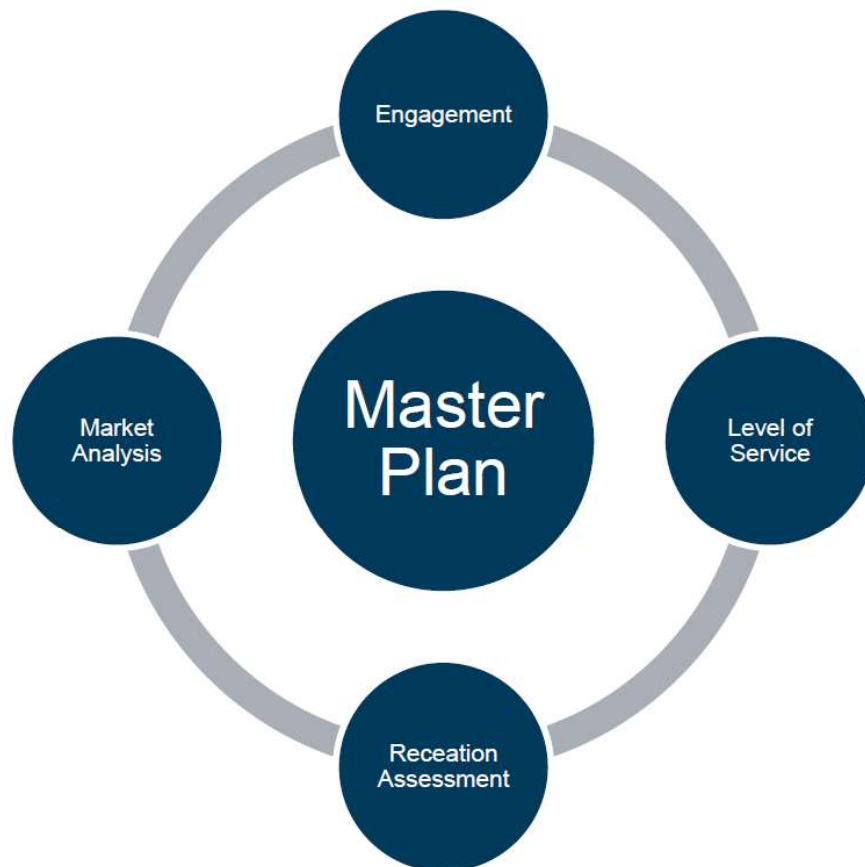 Engagement
Market
Analysis
Master
Plan
Level of
Service
Receation
Assessment